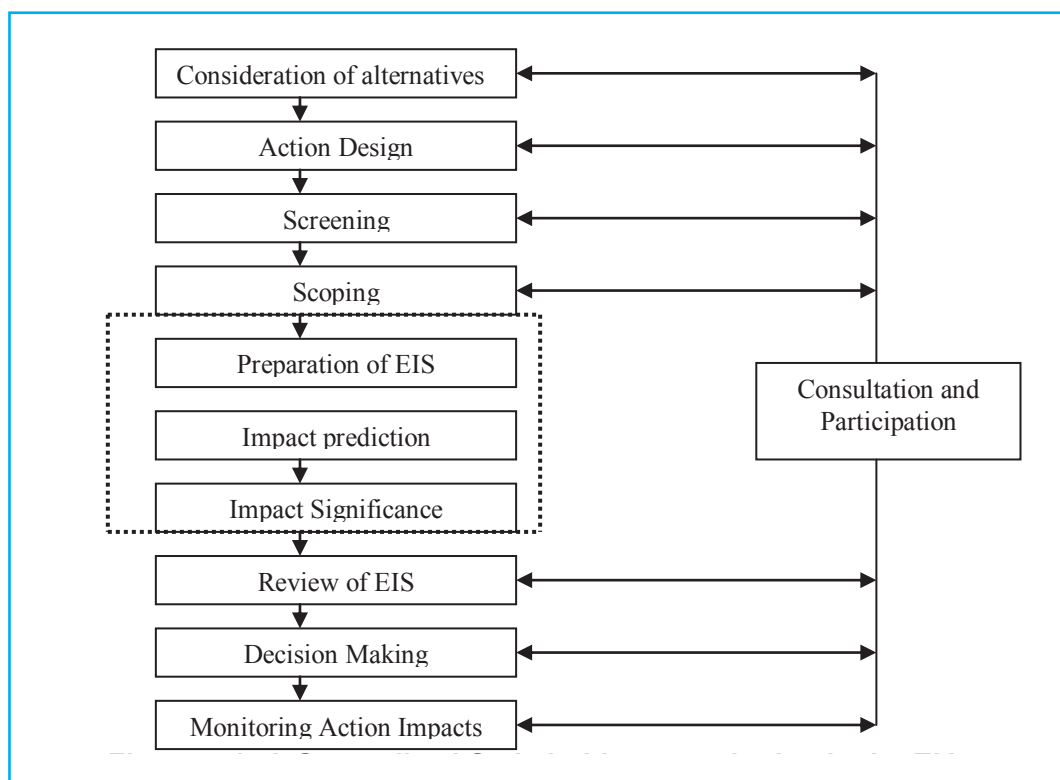 Consideration of alternatives
Action Design
Screening
Scoping
Preparation of EIS
Impact prediction
Impact Significance
Consultation and
Participation
Review of EIS
Decision Making
Monitoring Action Impacts